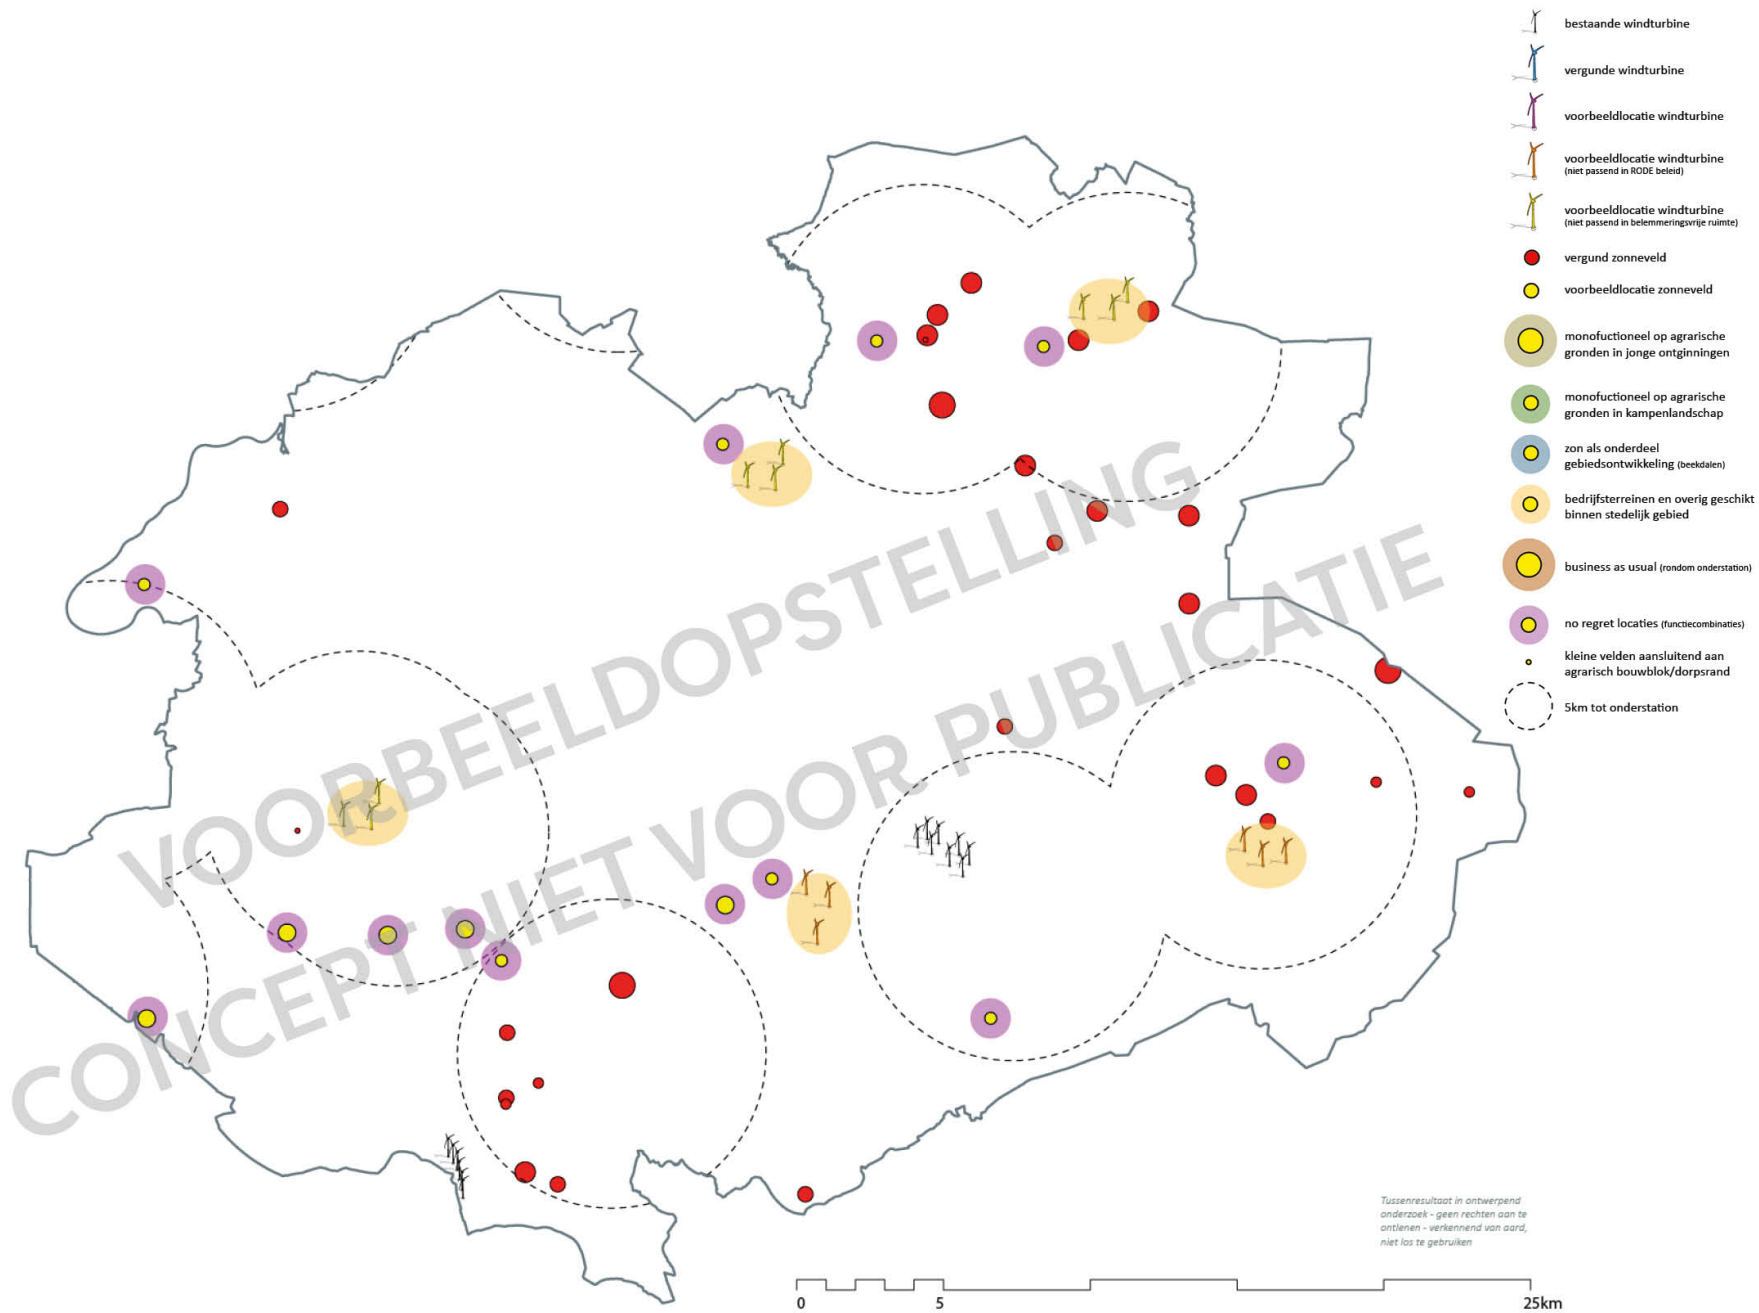 bestaande windturbine
vergunde windturbine
voorbeeldlocatie windturbine
voorbeeldlocatie windturbine
(niet passend in RODE beleid)
voorbeeldlocatie windturbine
(niet passend in belemmeringsvrije ruimte)
vergund zonneveld
voorbeeldlocatie zonneveld
monofuctioneel op agrarische
gronden in jonge ontginningen
monofuctioneel op agrarische
gronden in kampenlandschap
zon als onderdeel
gebiedsontwikkeling (beekdalen)
bedrijfsterreinen en overig geschikt
binnen stedelijk gebied
business as usual (rondom onderstation)
no regret locaties (functiecombinaties)
kleine velden aansluitend aan
agrarisch bouwblok/dorpsrand
5km tot onderstation
VOORBEELDOPSTELLING
CONCEPT NIET VOOR PUBLICATIE
Tussenresultaat in ontwerpend
onderzoek - geen rechten aan te
ontlenen - verkennend van aard,
niet los te gebruiken
0 5 25km